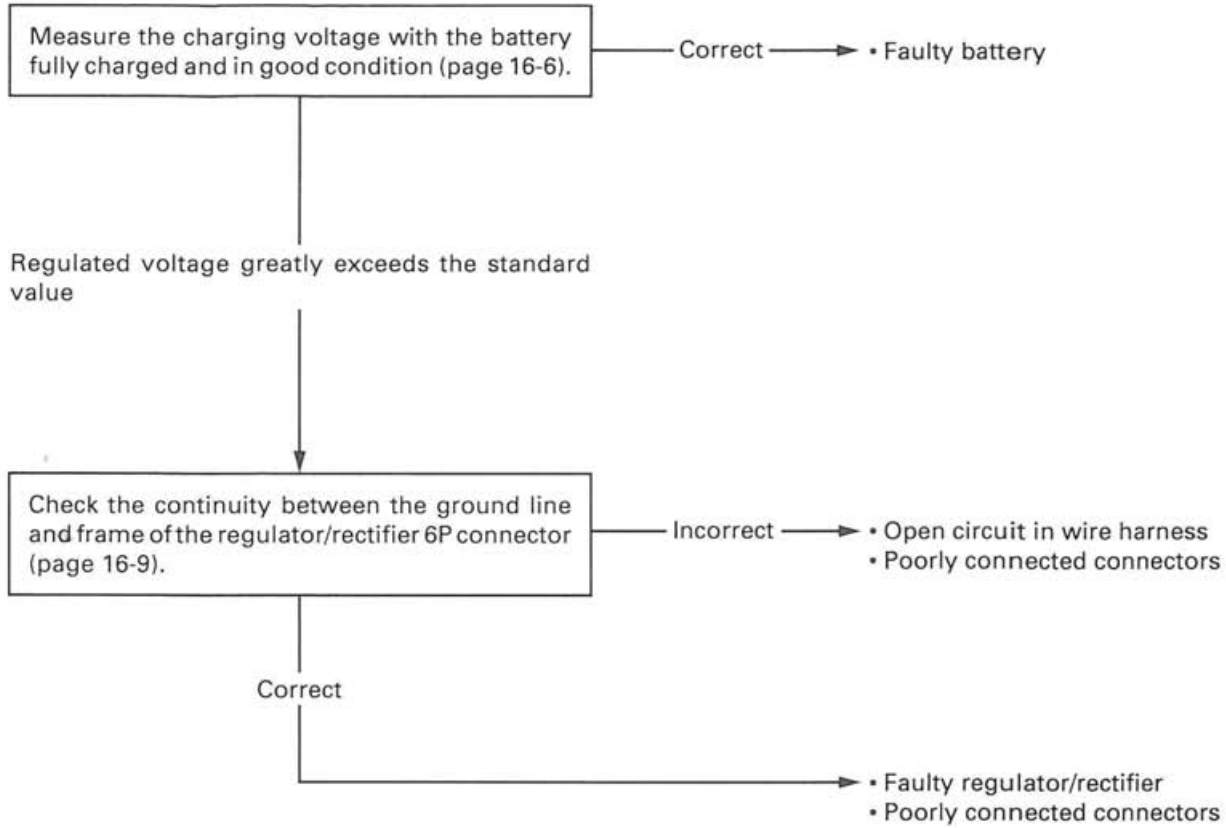 Measure the charging voltage with the battery
fully charged and in good condition (page 16-6).
Correct
• Faulty battery
Regulated voltage greatly exceeds the standard
value
Check the continuity between the ground line
and frame of the regulator/rectifier 6P connector
(page 16-9).
Incorrect
• Open circuit in wire harness
• Poorly connected connectors
Correct
• Faulty regulator/rectifier
• Poorly connected connectors